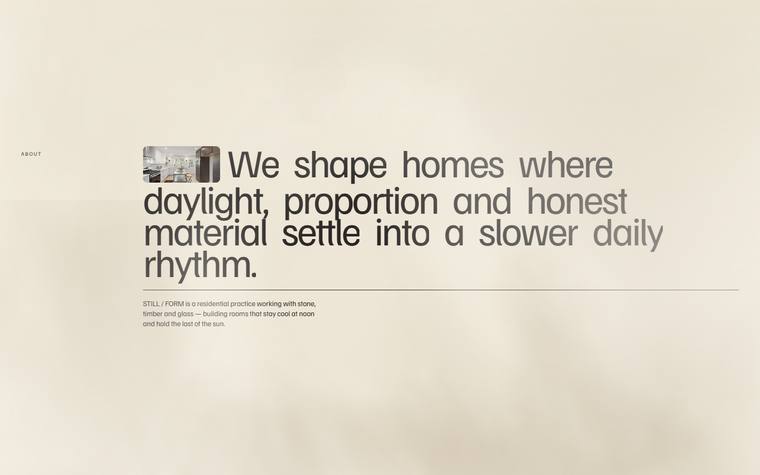 ABOUT
We shape homes where
daylight, proportion and honest
material settle into a slower daily
rhythm.
STILL / FORM is a residential practice working with stone,
timber and glass — building rooms that stay cool at noon
and hold the last of the sun.